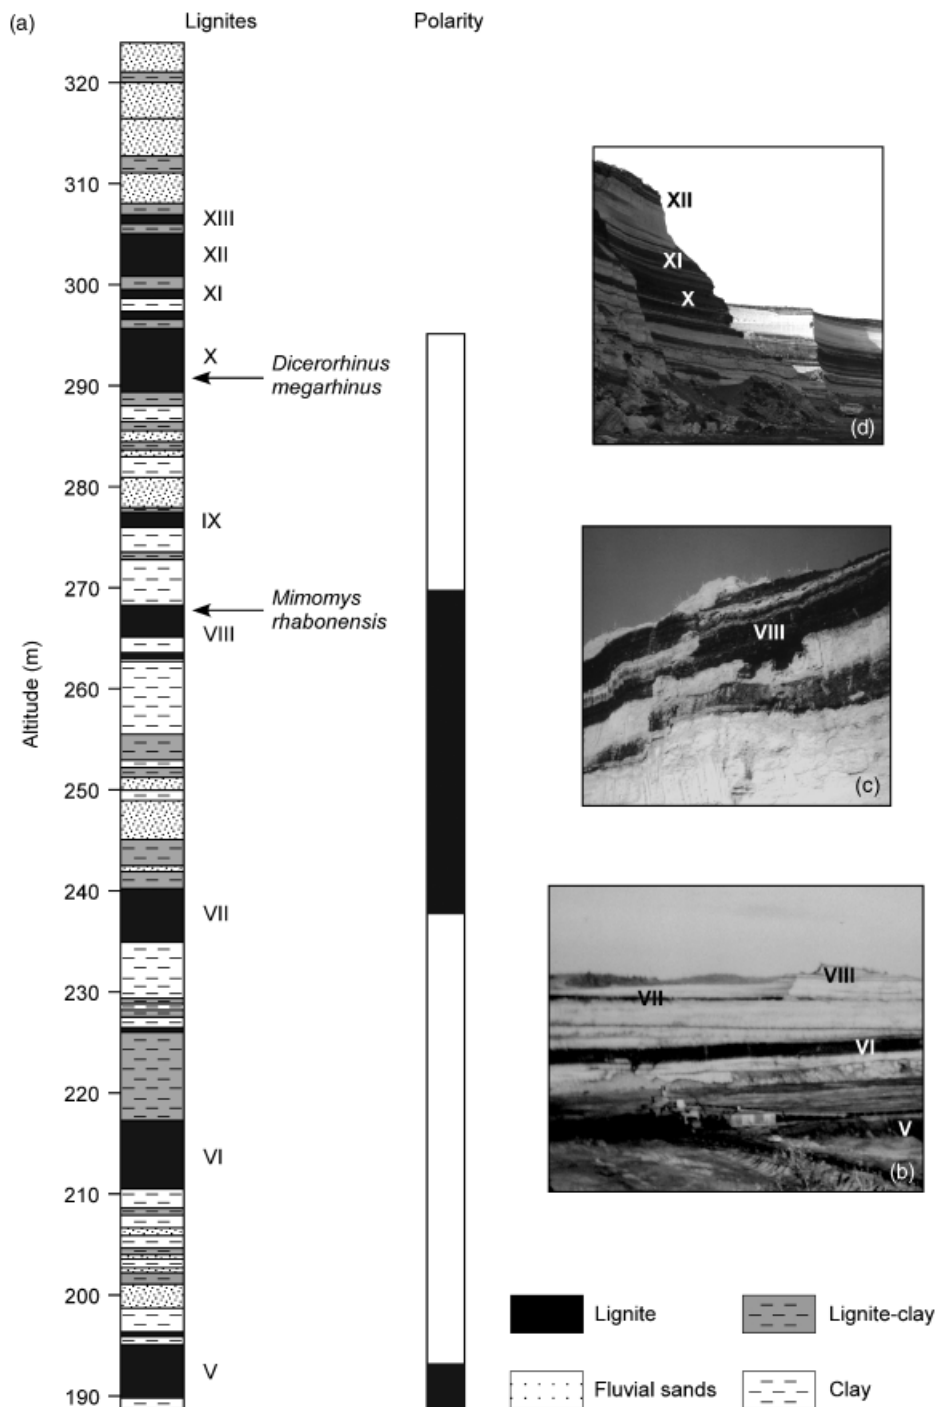 (a)
Lignites
Polarity
320
310
XIII
XII
300
XI
X
Dicerorhinus
megarhinus
290
280
IX
270
Mimomys
rhabonensis
VIII
Altitude (m)
260
250
240
VII
230
220
VI
210
200
V
190
XII
XI
X
(d)
VIII
(c)
VIII
VII
VI
V
(b)
Lignite
Lignite-clay
Fluvial sands
Clay